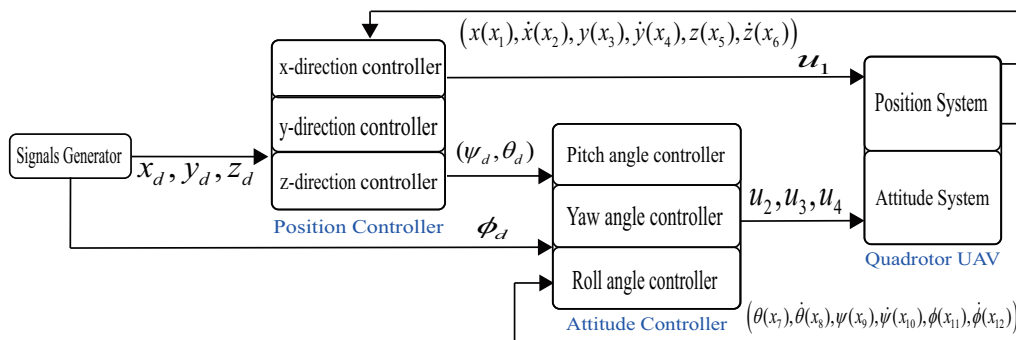 (x(x₁), ẋ(x₂), y(x₃), ẏ(x₄), z(x₅), ż(x₆))
x-direction controller
y-direction controller
z-direction controller
Position Controller
u₁
Signals Generator
x_d, y_d, z_d
(ψ_d, θ_d)
ϕ_d
Pitch angle controller
Yaw angle controller
Roll angle controller
Attitude Controller
u₂, u₃, u₄
Position System
Attitude System
Quadrotor UAV
(θ(x₇), θ̇(x₈), ψ(x₉), ψ̇(x₁₀), ϕ(x₁₁), ϕ̇(x₁₂))